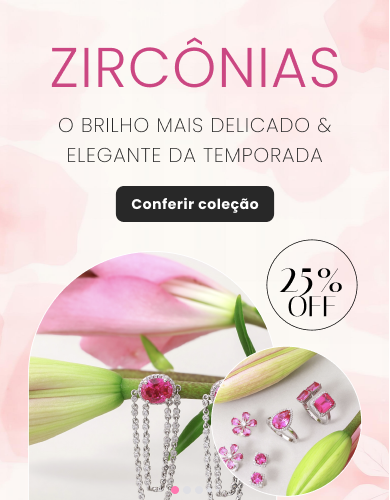 ZIRCÔNIAS
O BRILHO MAIS DELICADO &
ELEGANTE DA TEMPORADA
Conferir coleção
25%
OFF